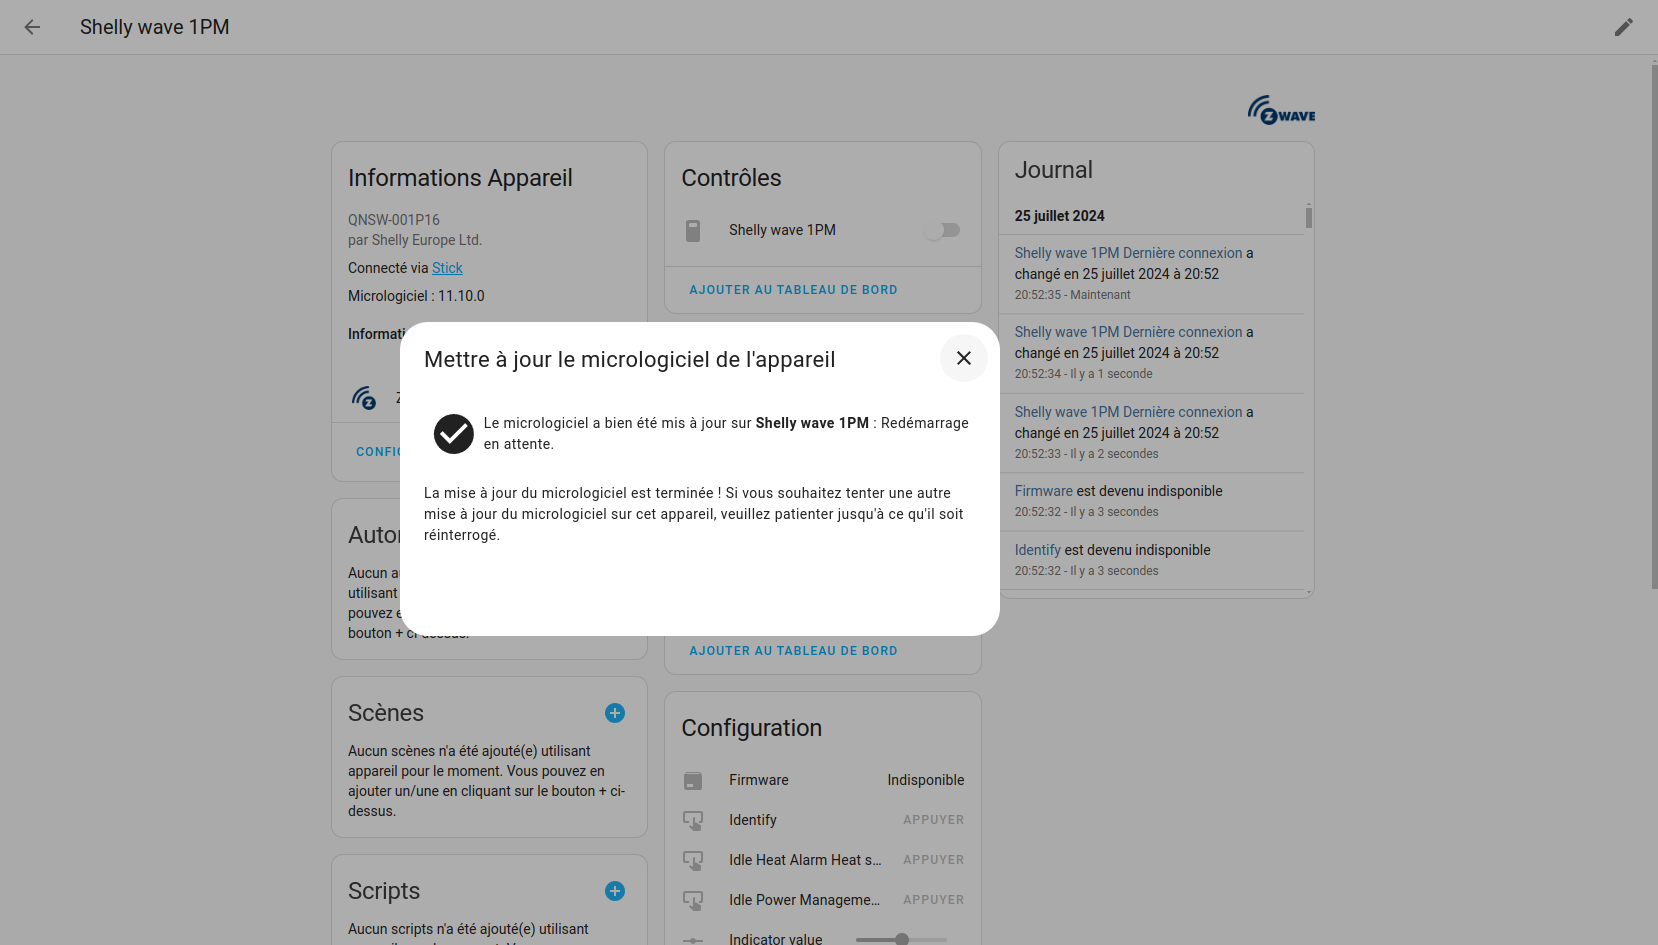 Shelly wave 1PM
Z WAVE
Informations Appareil
QNSW-001P16
par Shelly Europe Ltd.
Connecté via Stick
Micrologiciel : 11.10.0
Informati
Z
CONFIG
Contrôles
Shelly wave 1PM
AJOUTER AU TABLEAU DE BORD
Journal
25 juillet 2024
Shelly wave 1PM Dernière connexion a
changé en 25 juillet 2024 à 20:52
20:52:35 - Maintenant
Shelly wave 1PM Dernière connexion a
changé en 25 juillet 2024 à 20:52
20:52:34 - Il y a 1 seconde
Shelly wave 1PM Dernière connexion a
changé en 25 juillet 2024 à 20:52
20:52:33 - Il y a 2 secondes
Firmware est devenu indisponible
20:52:32 - Il y a 3 secondes
Identify est devenu indisponible
20:52:32 - Il y a 3 secondes
Mettre à jour le micrologiciel de l'appareil
Le micrologiciel a bien été mis à jour sur Shelly wave 1PM : Redémarrage
en attente.
La mise à jour du micrologiciel est terminée ! Si vous souhaitez tenter une autre
mise à jour du micrologiciel sur cet appareil, veuillez patienter jusqu'à ce qu'il soit
réinterrogé.
Autor
Aucun au
utilisant
pouvez e
bouton + ci-dessus.
AJOUTER AU TABLEAU DE BORD
Scènes
Aucun scènes n'a été ajouté(e) utilisant
appareil pour le moment. Vous pouvez en
ajouter un/une en cliquant sur le bouton + ci-
dessus.
Scripts
Aucun scripts n'a été ajouté(e) utilisant
Configuration
Firmware Indisponible
Identify APPUYER
Idle Heat Alarm Heat s... APPUYER
Idle Power Manageme... APPUYER
Indicator value